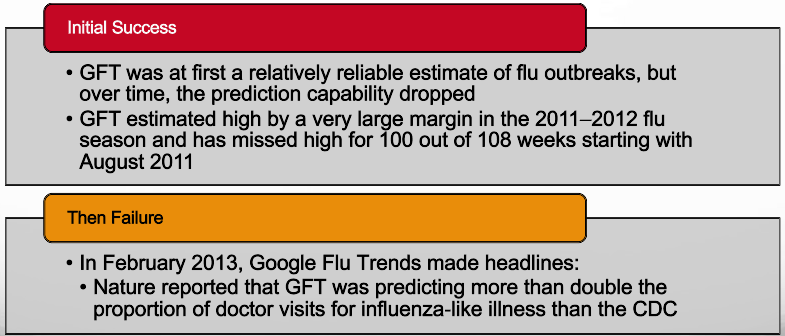 Initial Success
• GFT was at first a relatively reliable estimate of flu outbreaks, but
over time, the prediction capability dropped
• GFT estimated high by a very large margin in the 2011–2012 flu
season and has missed high for 100 out of 108 weeks starting with
August 2011
Then Failure
• In February 2013, Google Flu Trends made headlines:
• Nature reported that GFT was predicting more than double the
proportion of doctor visits for influenza-like illness than the CDC